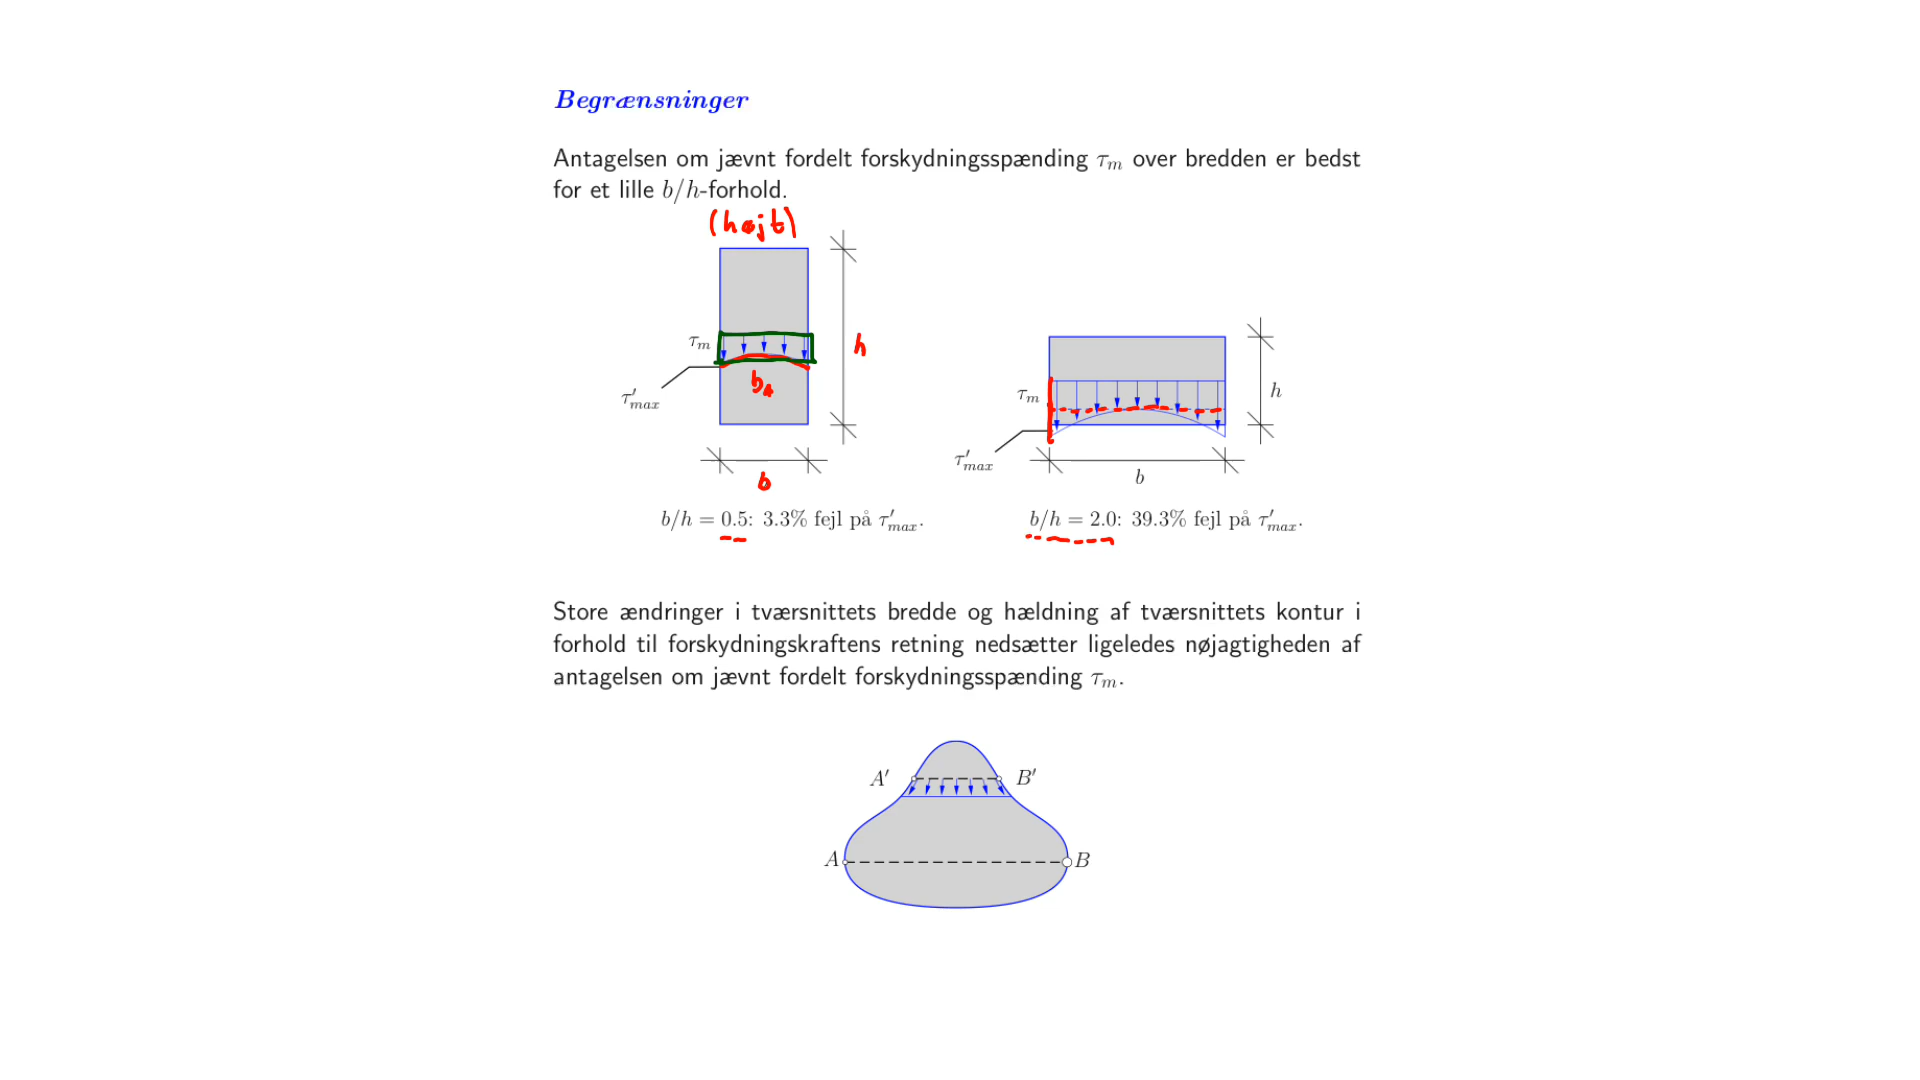 Begrænsninger
Antagelsen om jævnt fordelt forskydningsspænding τm over bredden er bedst
for et lille b/h-forhold.
(højt)
τm
h
bA
τ′max
b
τm
h
τ′max
b
b/h = 0.5: 3.3% fejl på τ′max.
b/h = 2.0: 39.3% fejl på τ′max.
Store ændringer i tværsnittets bredde og hældning af tværsnittets kontur i
forhold til forskydningskraftens retning nedsætter ligeledes nøjagtigheden af
antagelsen om jævnt fordelt forskydningsspænding τm.
A′ B′
A B